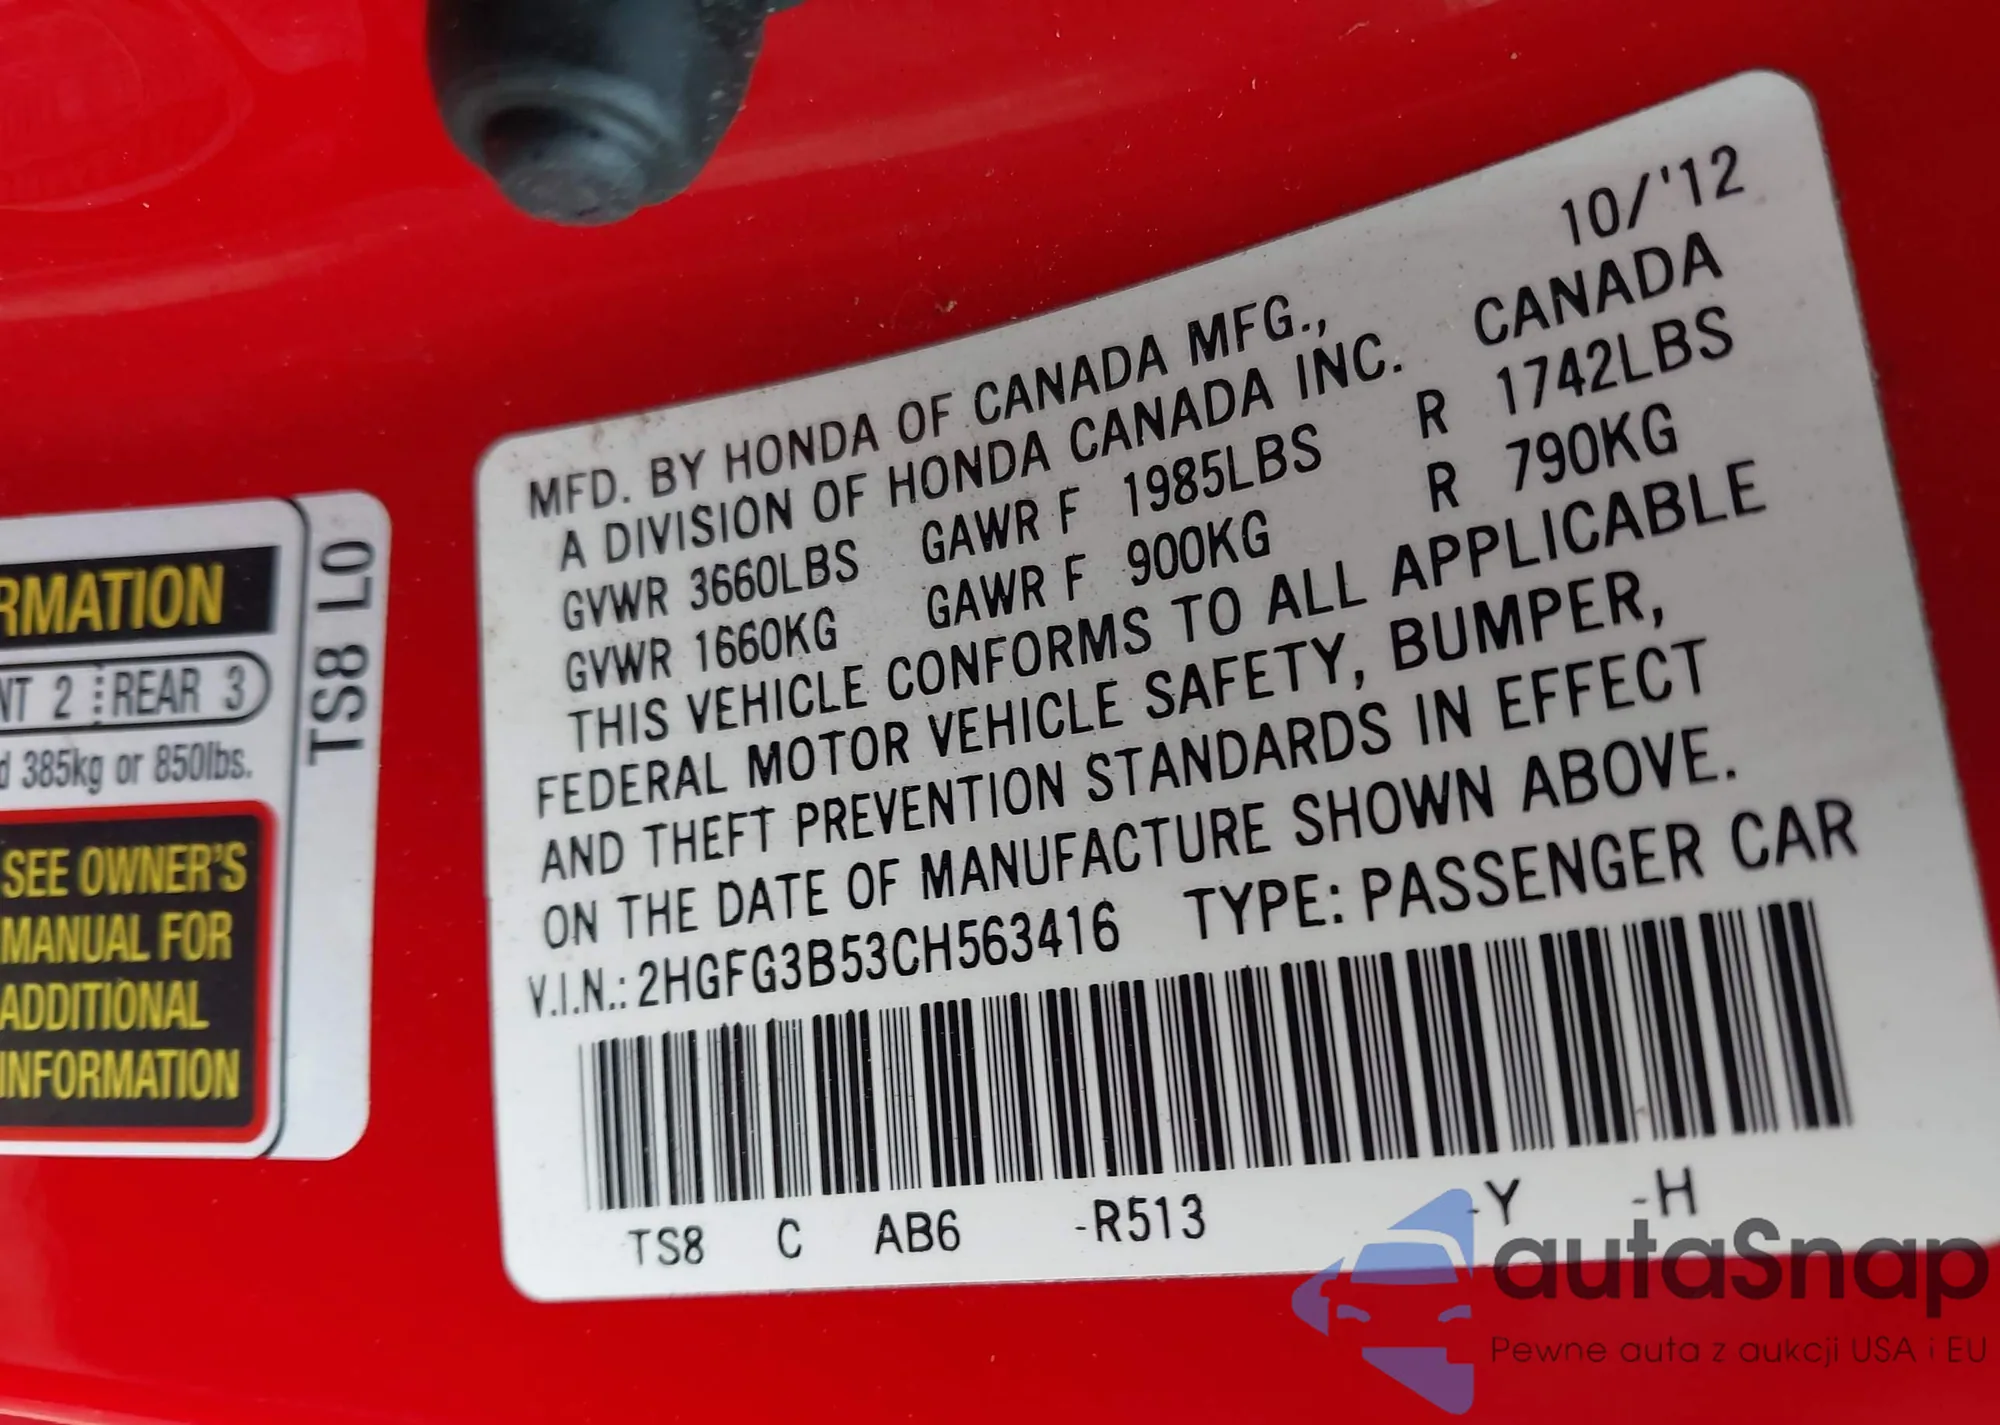 RMATION
NT 2 REAR 3
d 385kg or 850lbs.
SEE OWNER'S
MANUAL FOR
ADDITIONAL
INFORMATION
TS8 L0
10/'12
MFD. BY HONDA OF CANADA MFG.,
A DIVISION OF HONDA CANADA INC. CANADA
GVWR 3660LBS GAWR F 1985LBS R 1742LBS
GVWR 1660KG GAWR F 900KG R 790KG
THIS VEHICLE CONFORMS TO ALL APPLICABLE
FEDERAL MOTOR VEHICLE SAFETY, BUMPER,
AND THEFT PREVENTION STANDARDS IN EFFECT
ON THE DATE OF MANUFACTURE SHOWN ABOVE.
V.I.N.: 2HGFG3B53CH563416 TYPE: PASSENGER CAR
TS8 C AB6 -R513 -Y -H
autaSnap
Pewne auta z aukcji USA i EU